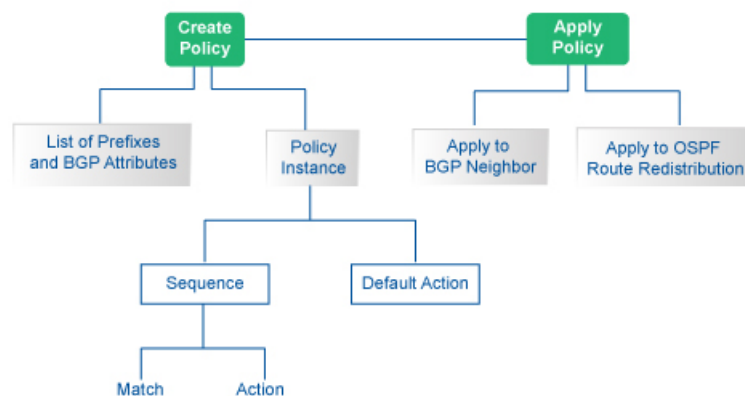 Create
Policy
Apply
Policy
List of Prefixes
and BGP Attributes
Policy
Instance
Apply to
BGP Neighbor
Apply to OSPF
Route Redistribution
Sequence
Default Action
Match
Action